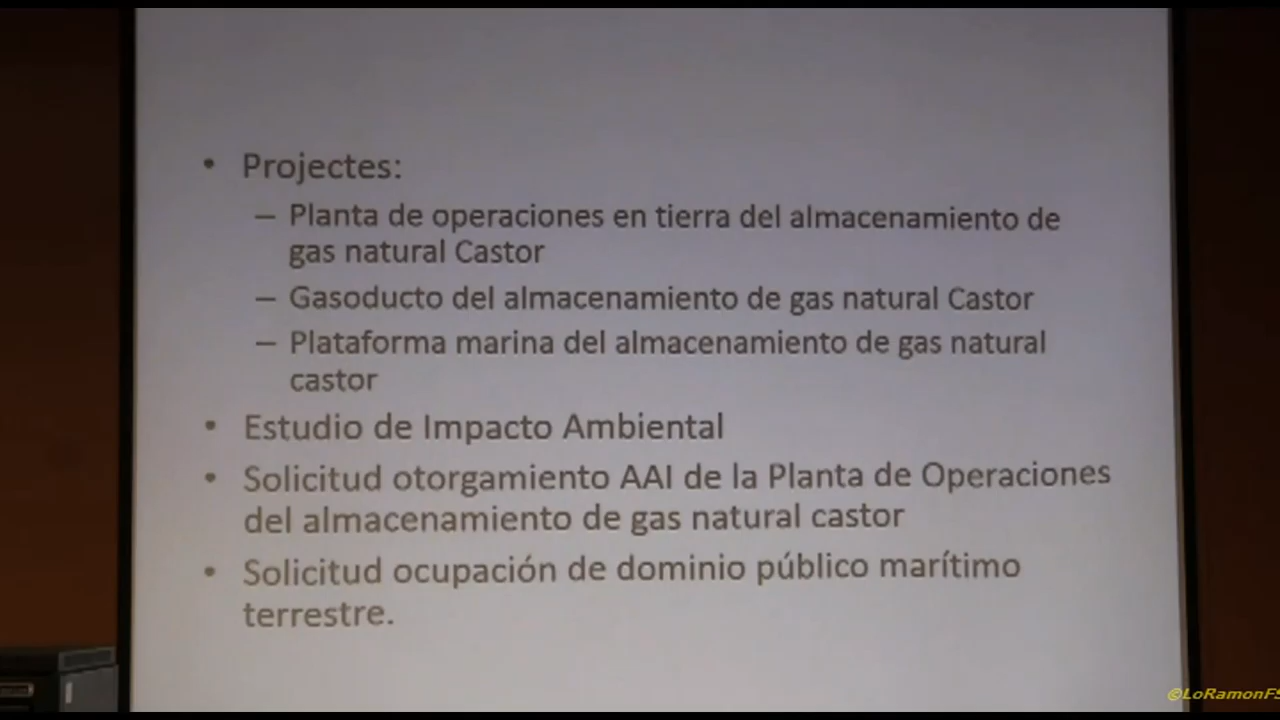 • Projectes:
– Planta de operaciones en tierra del almacenamiento de
gas natural Castor
– Gasoducto del almacenamiento de gas natural Castor
– Plataforma marina del almacenamiento de gas natural
castor
• Estudio de Impacto Ambiental
• Solicitud otorgamiento AAI de la Planta de Operaciones
del almacenamiento de gas natural castor
• Solicitud ocupación de dominio público marítimo
terrestre.
©LoRamonFS